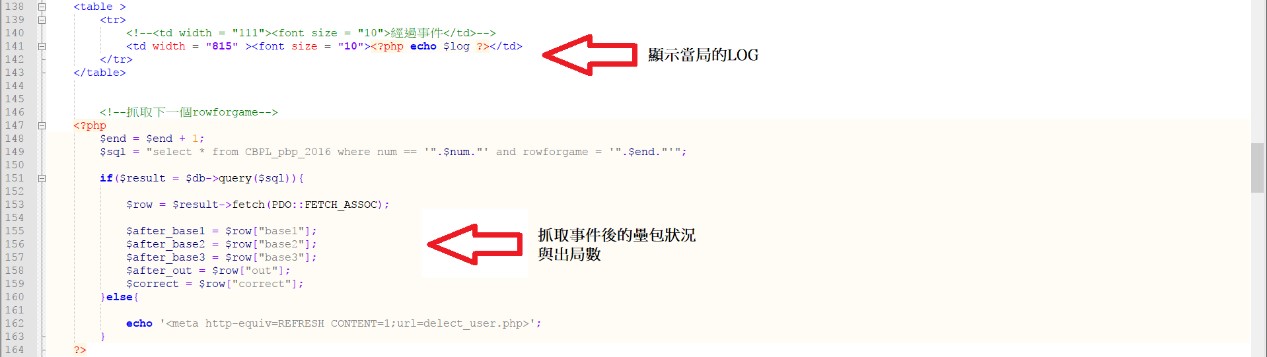 138 <table >
139 <tr>
140 <!--<td width = "111"><font size = "10">經過事件</td>-->
141 <td width = "815" ><font size = "10"><?php echo $log ?></td>
142 </tr>
143 </table>
顯示當局的LOG
144
145
146 <!--抓取下一個rowforgame-->
147 <?php
148 $end = $end + 1;
149 $sql = "select * from CBPL_pbp_2016 where num == '".$num."' and rowforgame = '".$end."'";
150
151 if($result = $db->query($sql)){
152
153 $row = $result->fetch(PDO::FETCH_ASSOC);
154
155 $after_base1 = $row["base1"];
156 $after_base2 = $row["base2"];
157 $after_base3 = $row["base3"];
158 $after_out = $row["out"];
159 $correct = $row["correct"];
抓取事件後的壘包狀況
與出局數
160 }else{
161
162 echo '<meta http-equiv=REFRESH CONTENT=1;url=delect_user.php>';
163 }
164 ?>